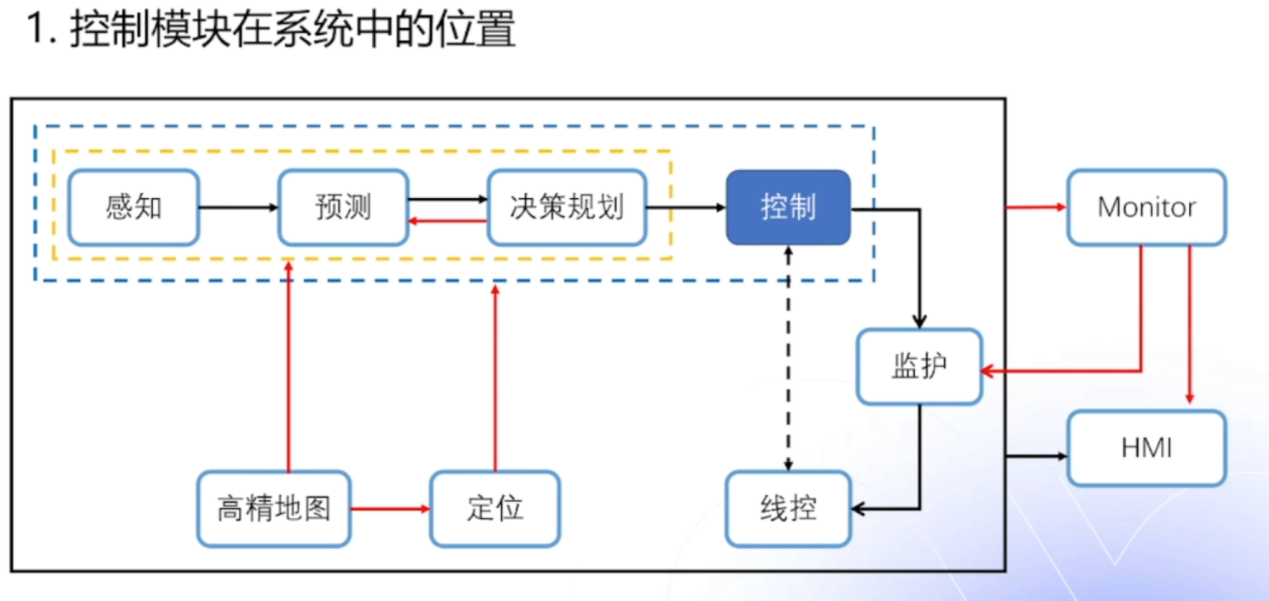 1. 控制模块在系统中的位置
感知
预测
决策规划
控制
Monitor
监护
HMI
高精地图
定位
线控